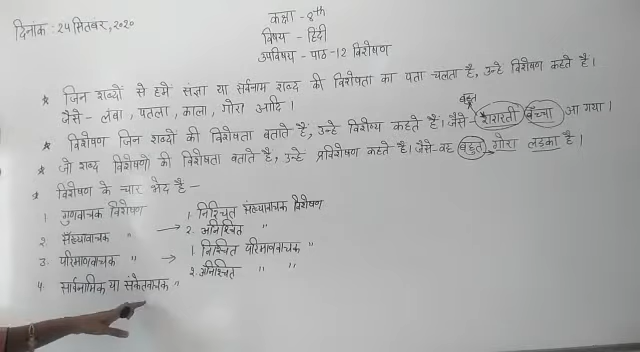 दिनांक : 24 सितंबर, 2020
कक्षा - 8th
विषय - हिंदी
उपविषय - पाठ-12 विशेषण
★ जिन शब्दों से हमें संज्ञा या सर्वनाम शब्द की विशेषता का पता चलता है, उन्हे विशेषण कहते है।
जैसे - लंबा, पतला, काला, गोरा आदि।
★ विशेषण जिन शब्दों की विशेषता बताते हैं, उन्हे विशेष्य कहते हैं। जैसे - बहुत शरारती बच्चा आ गया।
★ जो शब्द विशेषणों की विशेषता बताते है, उन्हे प्रविशेषण कहते है। जैसे - वह बहुत गोरा लड़का है।
★ विशेषण के चार भेद है -
1. गुणवाचक विशेषण
2. संख्यावाचक " → 1. निश्चित संख्यावाचक विशेषण
2. अनिश्चित "
3. परिमाणवाचक " → 1. निश्चित परिमाणवाचक "
2. अनिश्चित " "
4. सार्वनामिक या संकेतवाचक "